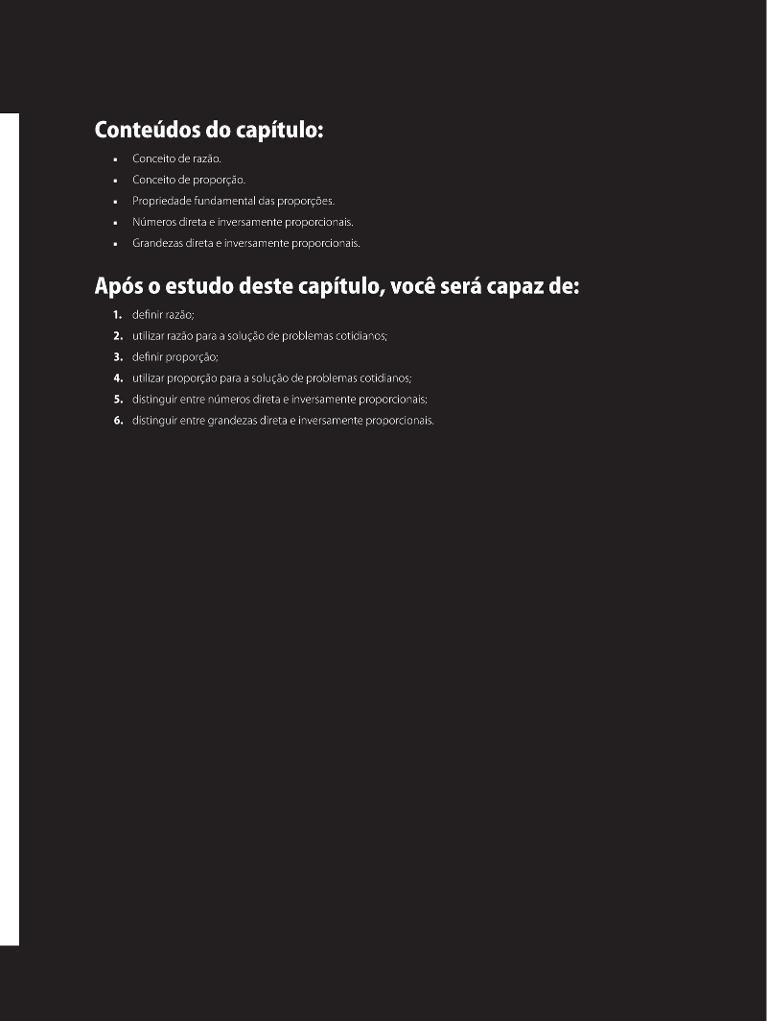 Conteúdos do capítulo:
▪ Conceito de razão.
▪ Conceito de proporção.
▪ Propriedade fundamental das proporções.
▪ Números direta e inversamente proporcionais.
▪ Grandezas direta e inversamente proporcionais.
Após o estudo deste capítulo, você será capaz de:
1. definir razão;
2. utilizar razão para a solução de problemas cotidianos;
3. definir proporção;
4. utilizar proporção para a solução de problemas cotidianos;
5. distinguir entre números direta e inversamente proporcionais;
6. distinguir entre grandezas direta e inversamente proporcionais.